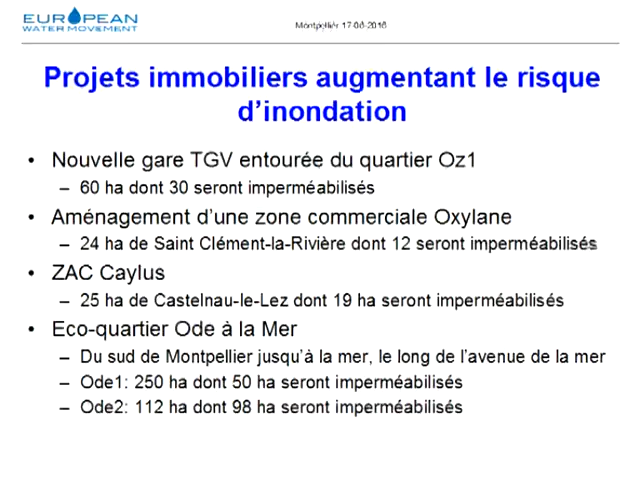 EUROPEAN
WATER MOVEMENT
Montpellier 17-06-2016
Projets immobiliers augmentant le risque
d'inondation
• Nouvelle gare TGV entourée du quartier Oz1
– 60 ha dont 30 seront imperméabilisés
• Aménagement d'une zone commerciale Oxylane
– 24 ha de Saint Clément-la-Rivière dont 12 seront imperméabilisés
• ZAC Caylus
– 25 ha de Castelnau-le-Lez dont 19 ha seront imperméabilisés
• Eco-quartier Ode à la Mer
– Du sud de Montpellier jusqu'à la mer, le long de l'avenue de la mer
– Ode1: 250 ha dont 50 ha seront imperméabilisés
– Ode2: 112 ha dont 98 ha seront imperméabilisés